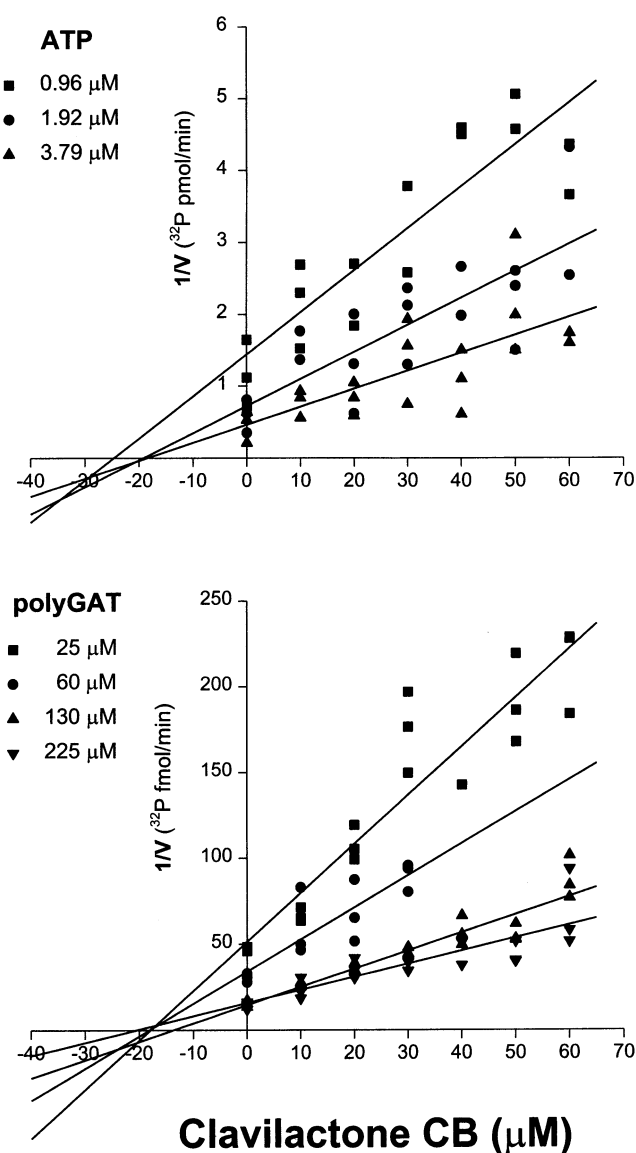 ATP
0.96 μM
1.92 μM
3.79 μM
1/V (³²P pmol/min)
6
5
4
3
2
1
-40 -30 -20 -10 0 10 20 30 40 50 60 70
polyGAT
25 μM
60 μM
130 μM
225 μM
1/V (³²P fmol/min)
250
200
150
100
50
-40 -30 -20 -10 0 10 20 30 40 50 60 70
Clavilactone CB (μM)